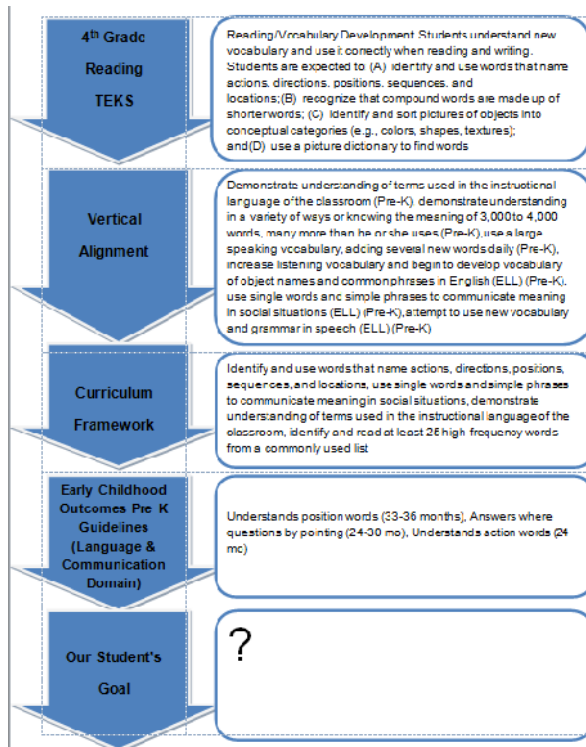 4th Grade
Reading
TEKS
Reading/Vocabulary Development. Students understand new
vocabulary and use it correctly when reading and writing.
Students are expected to (A) identify and use words that name
actions, directions, positions, sequences, and
locations; (B) recognize that compound words are made up of
shorter words; (C) Identify and sort pictures of objects into
conceptual categories (e.g., colors, shapes, textures);
and (D) use a picture dictionary to find words
Vertical
Alignment
Demonstrate understanding of terms used in the instructional
language of the classroom (Pre-K) demonstrate understanding
in a variety of ways or knowing the meaning of 3,000 to 4,000
words, many more than he or she uses (Pre-K), use a large
speaking vocabulary, adding several new words daily (Pre-K),
increase listening vocabulary and begin to develop vocabulary
of object names and common phrases in English (ELL) (Pre-K),
use single words and simple phrases to communicate meaning
in social situations (ELL) (Pre-K), attempt to use new vocabulary
and grammar in speech (ELL) (Pre-K)
Curriculum
Framework
Identify and use words that name actions, directions, positions,
sequences, and locations, use single words and simple phrases
to communicate meaning in social situations, demonstrate
understanding of terms used in the instructional language of the
classroom, identify and read at least 25 high frequency words
from a commonly used list
Early Childhood
Outcomes Pre K
Guidelines
(Language &
Communication
Domain)
Understands position words (33-36 months), Answers where
questions by pointing (24-30 mo), Understands action words (24
mo)
Our Student's
Goal
?